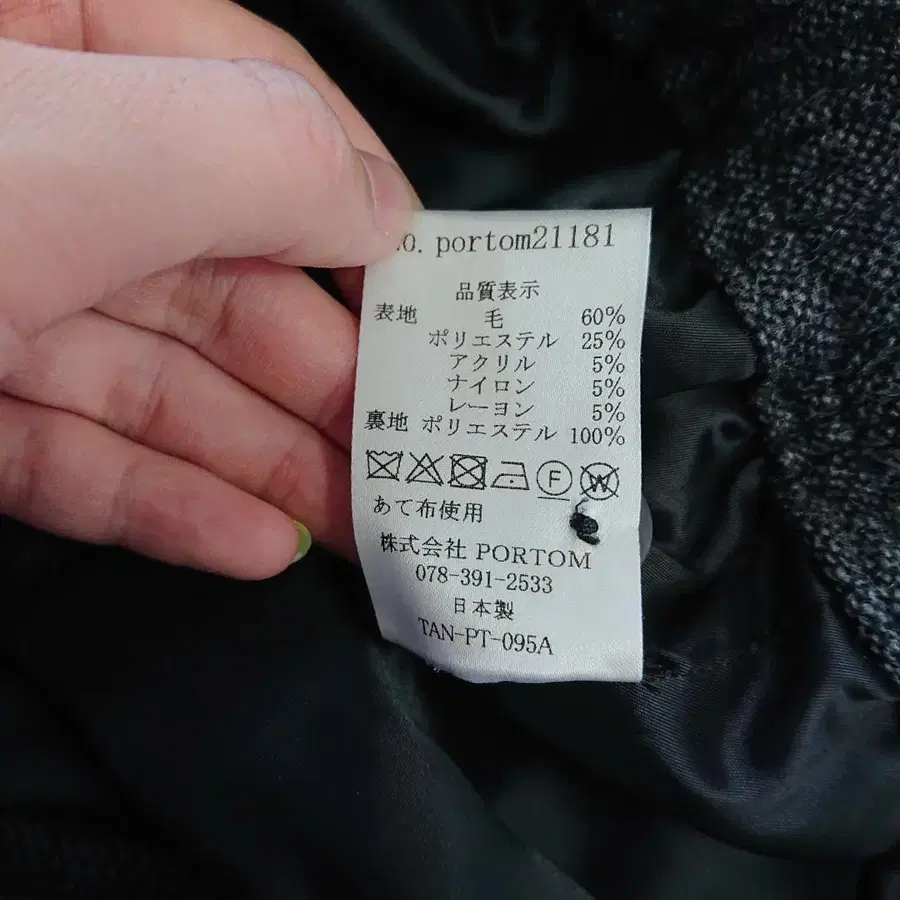 .o. portom21181
品質表示
表地 毛 60%
ポリエステル 25%
アクリル 5%
ナイロン 5%
レーヨン 5%
裏地 ポリエステル 100%
F W
あて布使用
株式会社 PORTOM
078-391-2533
日本製
TAN-PT-095A